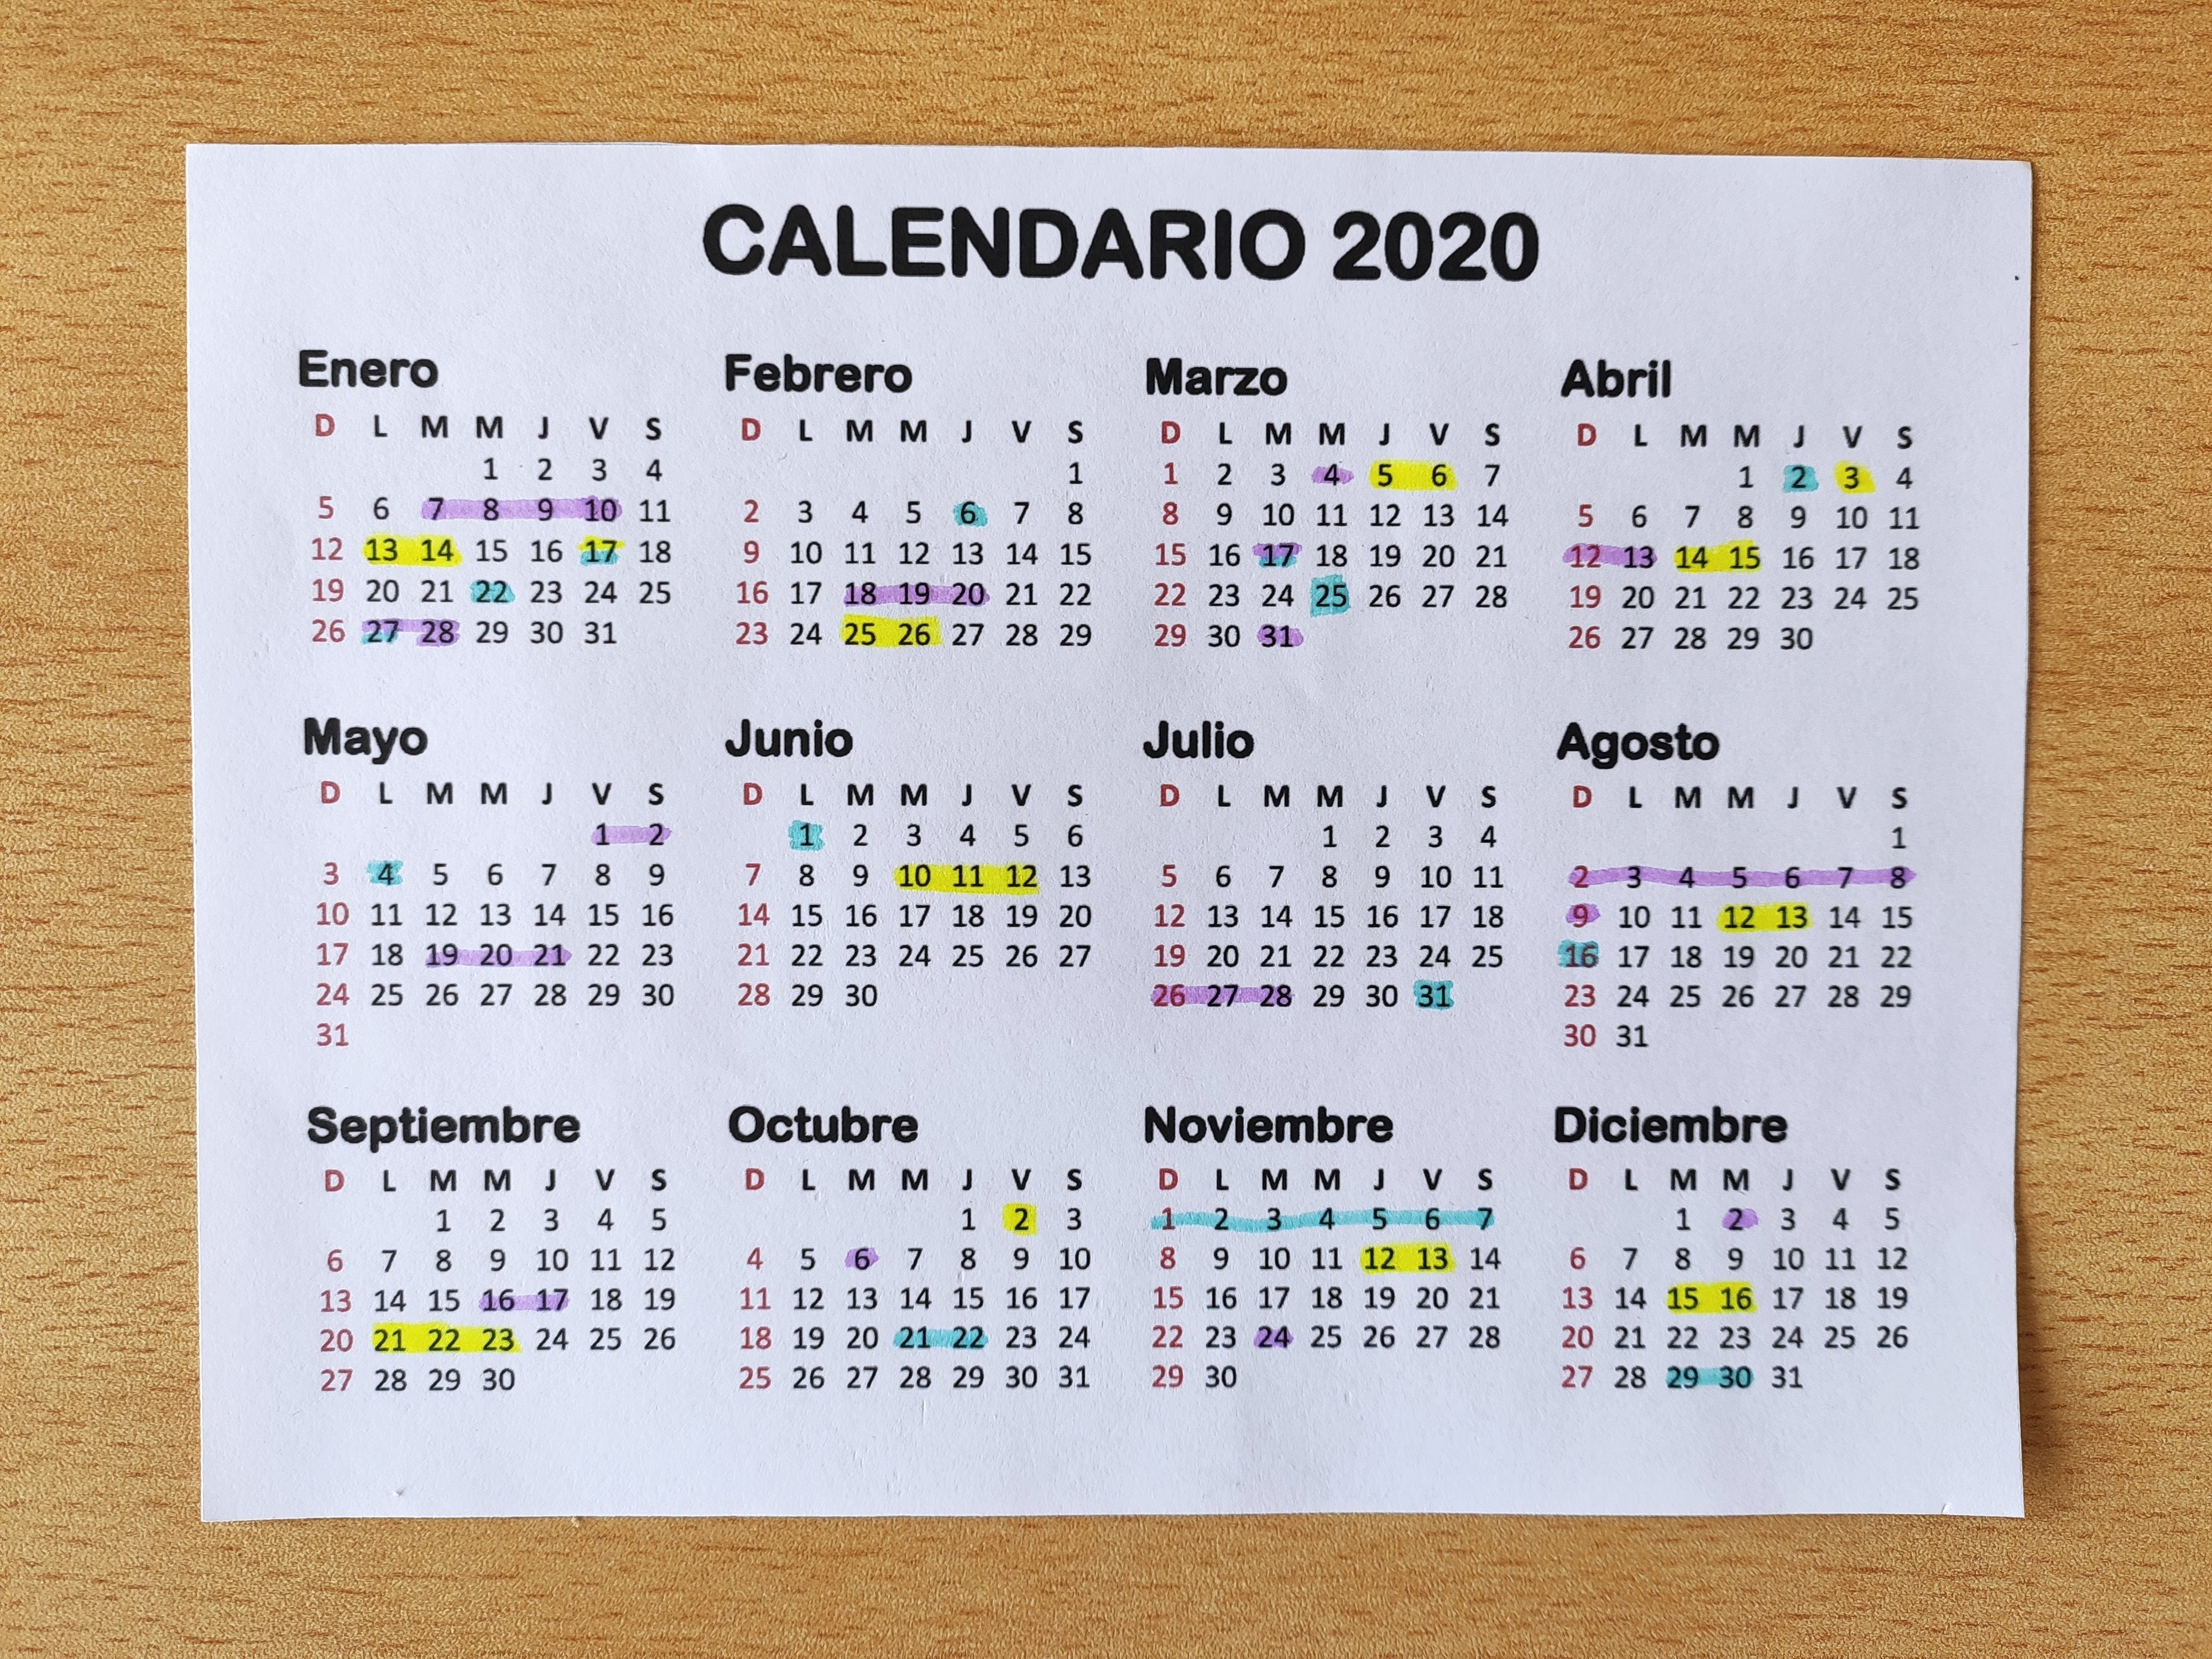 CALENDARIO 2020
Enero
D L M M J V S
1 2 3 4
5 6 7 8 9 10 11
12 13 14 15 16 17 18
19 20 21 22 23 24 25
26 27 28 29 30 31
Febrero
D L M M J V S
1
2 3 4 5 6 7 8
9 10 11 12 13 14 15
16 17 18 19 20 21 22
23 24 25 26 27 28 29
Marzo
D L M M J V S
1 2 3 4 5 6 7
8 9 10 11 12 13 14
15 16 17 18 19 20 21
22 23 24 25 26 27 28
29 30 31
Abril
D L M M J V S
1 2 3 4
5 6 7 8 9 10 11
12 13 14 15 16 17 18
19 20 21 22 23 24 25
26 27 28 29 30
Mayo
D L M M J V S
1 2
3 4 5 6 7 8 9
10 11 12 13 14 15 16
17 18 19 20 21 22 23
24 25 26 27 28 29 30
31
Junio
D L M M J V S
1 2 3 4 5 6
7 8 9 10 11 12 13
14 15 16 17 18 19 20
21 22 23 24 25 26 27
28 29 30
Julio
D L M M J V S
1 2 3 4
5 6 7 8 9 10 11
12 13 14 15 16 17 18
19 20 21 22 23 24 25
26 27 28 29 30 31
Agosto
D L M M J V S
1
2 3 4 5 6 7 8
9 10 11 12 13 14 15
16 17 18 19 20 21 22
23 24 25 26 27 28 29
30 31
Septiembre
D L M M J V S
1 2 3 4 5
6 7 8 9 10 11 12
13 14 15 16 17 18 19
20 21 22 23 24 25 26
27 28 29 30
Octubre
D L M M J V S
1 2 3
4 5 6 7 8 9 10
11 12 13 14 15 16 17
18 19 20 21 22 23 24
25 26 27 28 29 30 31
Noviembre
D L M M J V S
1 2 3 4 5 6 7
8 9 10 11 12 13 14
15 16 17 18 19 20 21
22 23 24 25 26 27 28
29 30
Diciembre
D L M M J V S
1 2 3 4 5
6 7 8 9 10 11 12
13 14 15 16 17 18 19
20 21 22 23 24 25 26
27 28 29 30 31